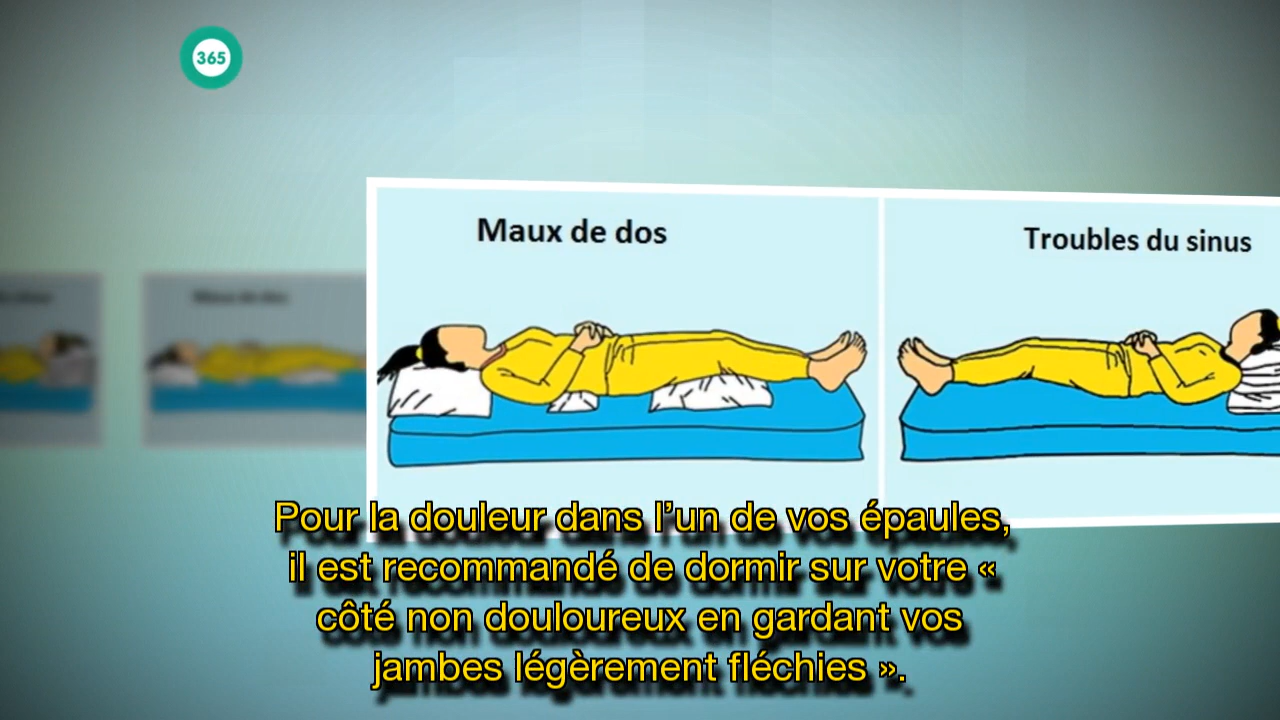 365
Maux de dos
Troubles du sinus
Pour la douleur dans l’un de vos épaules,
il est recommandé de dormir sur votre «
côté non douloureux en gardant vos
jambes légèrement fléchies ».